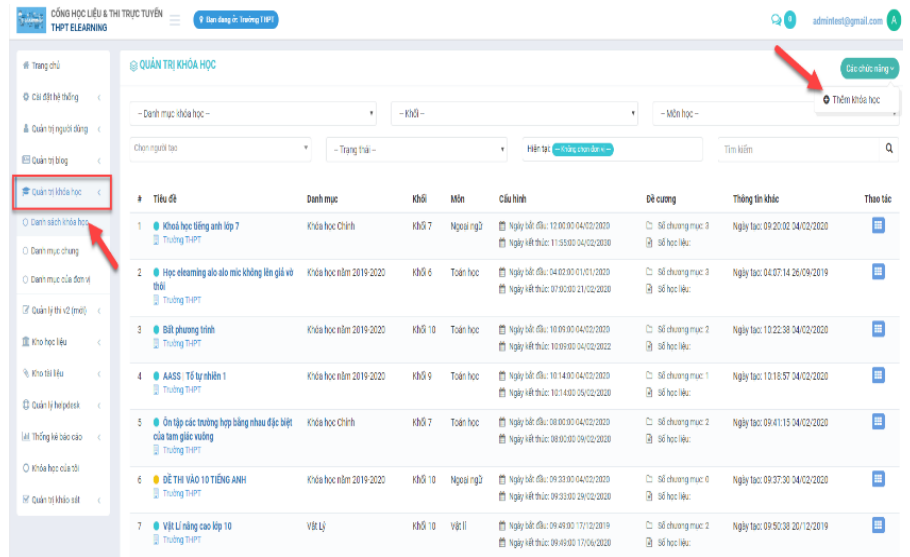 CỔNG HỌC LIỆU & THI TRỰC TUYẾN
THPT ELEARNING
Bạn đang ở: Trường THPT
0
admintest@gmail.com
A
Trang chủ
Cài đặt hệ thống
Quản trị người dùng
Quản trị blog
Quản trị khóa học
Danh sách khóa học
Danh mục chung
Danh mục của đơn vị
Quản lý thi v2 (mới)
Kho học liệu
Kho tài liệu
Quản lý helpdesk
Thống kê báo cáo
Khóa học của tôi
Quản trị khảo sát
QUẢN TRỊ KHÓA HỌC
Các chức năng
Thêm khóa học
-- Danh mục khóa học --
-- Khối --
-- Môn học --
Chọn người tạo
-- Trạng thái --
Hiện tại: -- Không chọn đơn vị --
Tìm kiếm
# Tiêu đề Danh mục Khối Môn Cấu hình Đề cương Thông tin khác Thao tác
1 Khoá học tiếng anh lớp 7 Khóa học Chính Khối 7 Ngoại ngữ Ngày bắt đầu: 12:00:00 04/02/2020 Số chương mục: 3 Ngày tạo: 09:20:02 04/02/2020
Trường THPT Ngày kết thúc: 11:55:00 04/02/2030 Số học liệu:
2 Học elearning alo alo mic không lên giá vò Khóa học năm 2019-2020 Khối 6 Toán học Ngày bắt đầu: 04:02:00 01/01/2020 Số chương mục: 3 Ngày tạo: 04:07:14 26/09/2019
thôi Ngày kết thúc: 07:00:00 21/02/2020 Số học liệu:
Trường THPT
3 Bất phương trình Khóa học năm 2019-2020 Khối 10 Toán học Ngày bắt đầu: 10:09:00 04/02/2020 Số chương mục: 2 Ngày tạo: 10:22:38 04/02/2020
Trường THPT Ngày kết thúc: 10:09:00 04/02/2022 Số học liệu:
4 AASS | Tổ tự nhiên 1 Khóa học năm 2019-2020 Khối 9 Toán học Ngày bắt đầu: 10:14:00 04/02/2020 Số chương mục: 1 Ngày tạo: 10:18:57 04/02/2020
Trường THPT Ngày kết thúc: 10:14:00 05/02/2020 Số học liệu:
5 Ôn tập các trường hợp bằng nhau đặc biệt Khóa học Chính Khối 7 Toán học Ngày bắt đầu: 08:00:00 04/02/2020 Số chương mục: 2 Ngày tạo: 09:41:15 04/02/2020
của tam giác vuông Ngày kết thúc: 08:00:00 09/02/2020 Số học liệu:
Trường THPT
6 ĐỀ THI VÀO 10 TIẾNG ANH Khóa học năm 2019-2020 Khối 10 Ngoại ngữ Ngày bắt đầu: 09:33:00 04/02/2020 Số chương mục: 0 Ngày tạo: 09:37:30 04/02/2020
Trường THPT Ngày kết thúc: 09:33:00 29/02/2020 Số học liệu:
7 Vật Lí nâng cao lớp 10 Vật Lý Khối 10 Vật lí Ngày bắt đầu: 09:49:00 17/12/2019 Số chương mục: 2 Ngày tạo: 09:50:38 20/12/2019
Trường THPT Ngày kết thúc: 09:49:00 17/06/2020 Số học liệu: